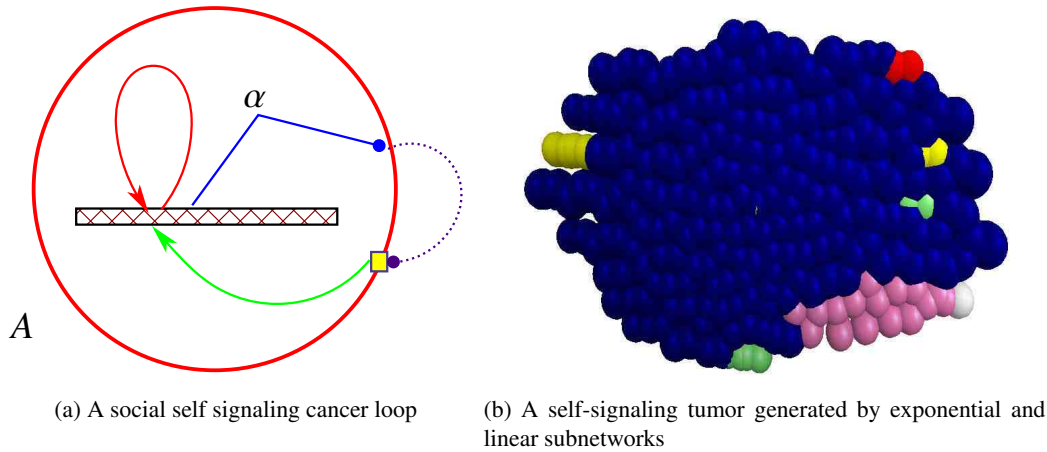 α
A
(a) A social self signaling cancer loop
(b) A self-signaling tumor generated by exponential and
linear subnetworks